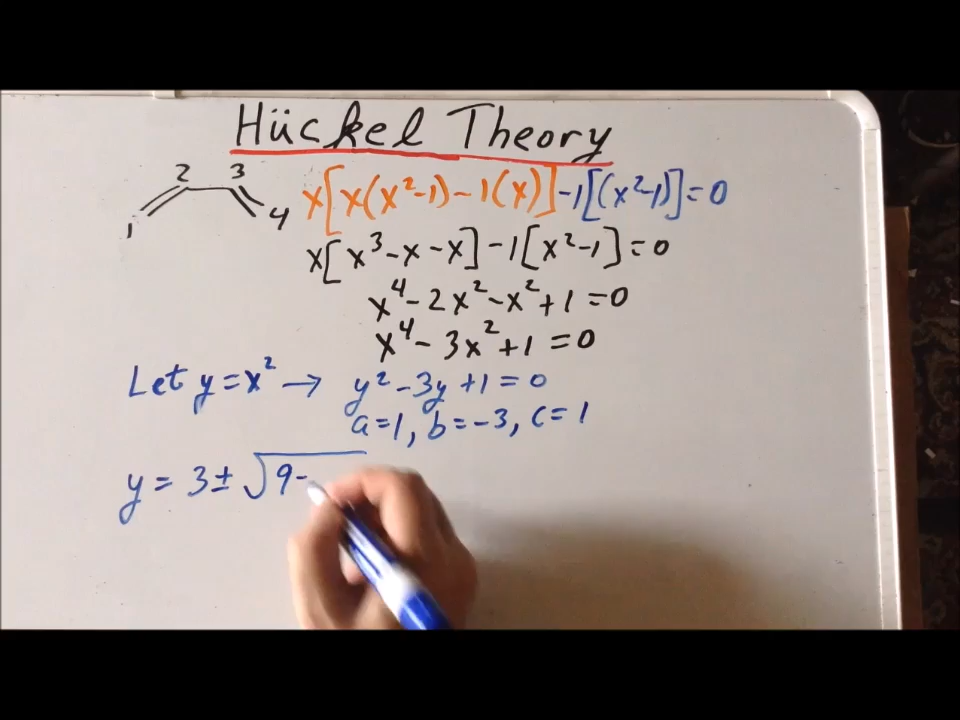 Hückel Theory
1 2 3 4
x[x(x²-1)-1(x)]-1[(x²-1)]=0
x[x³-x-x]-1[x²-1]=0
x⁴-2x²-x²+1=0
x⁴-3x²+1=0
Let y=x² → y²-3y+1=0
a=1, b=-3, c=1
y=3±√9-